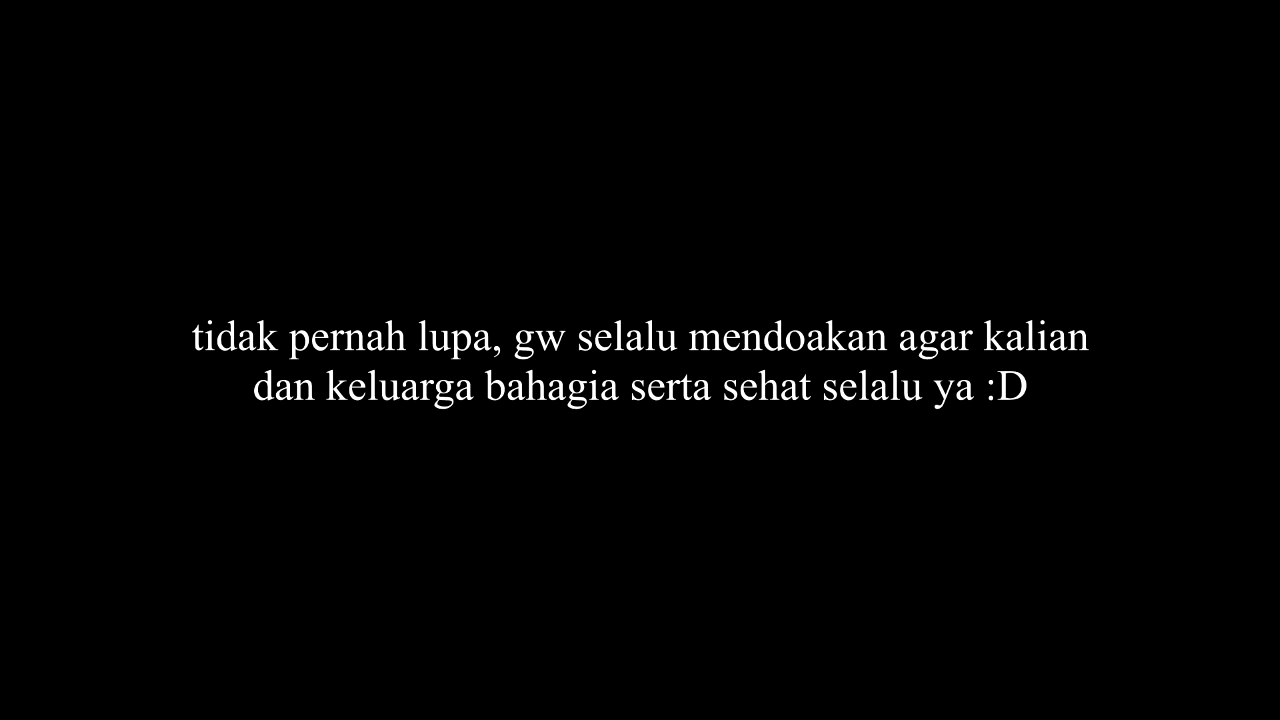 tidak pernah lupa, gw selalu mendoakan agar kalian
dan keluarga bahagia serta sehat selalu ya :D